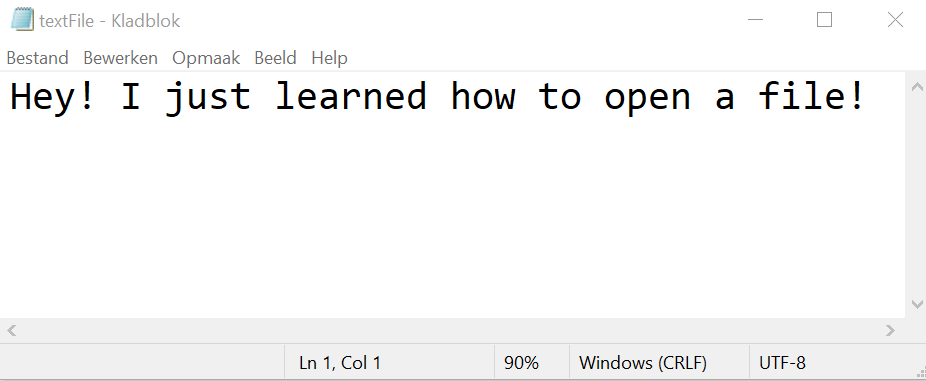 textFile - Kladblok
Bestand Bewerken Opmaak Beeld Help
Hey! I just learned how to open a file!
Ln 1, Col 1 90% Windows (CRLF) UTF-8